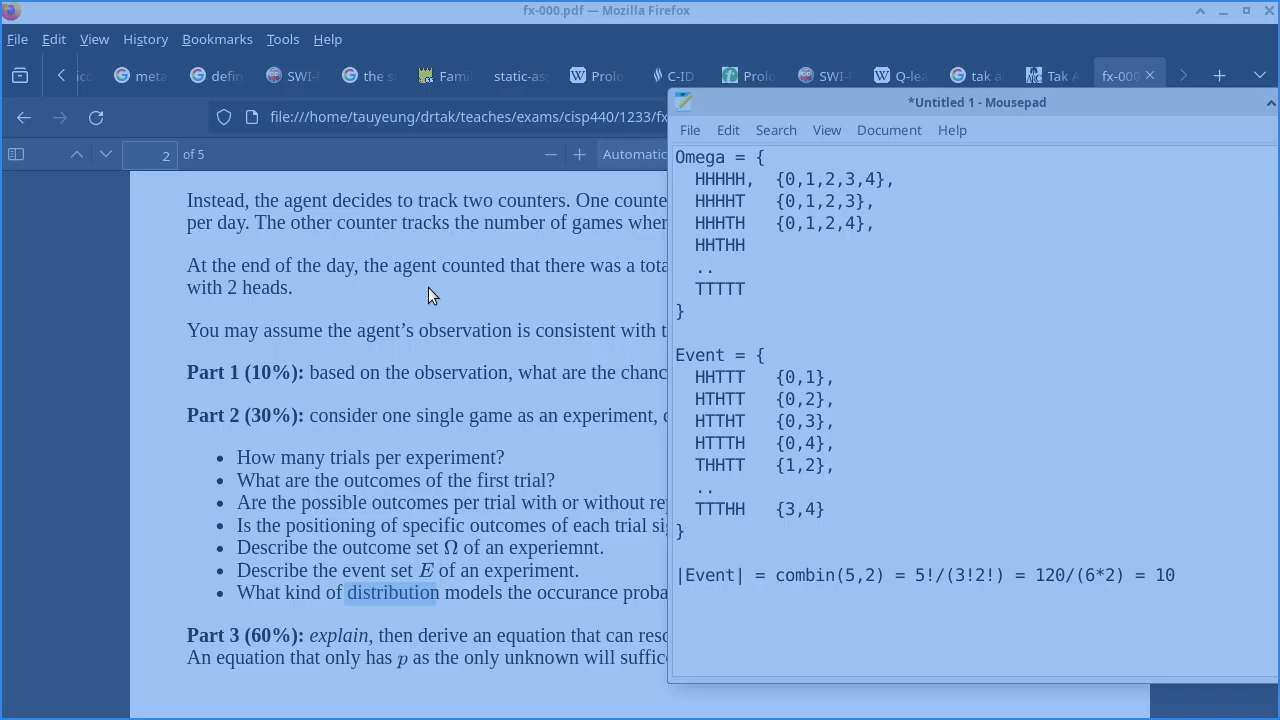 fx-000.pdf — Mozilla Firefox
File Edit View History Bookmarks Tools Help
meta defin SWI- the s Fami static-as Prolo C-ID Prolo SWI- Q-lea tak a Tak A fx-000
file:///home/tauyeung/drtak/teaches/exams/cisp440/1233/fx
2 of 5 Automatic
Instead, the agent decides to track two counters. One counte
per day. The other counter tracks the number of games wher
At the end of the day, the agent counted that there was a tota
with 2 heads.
You may assume the agent’s observation is consistent with t
Part 1 (10%): based on the observation, what are the chanc
Part 2 (30%): consider one single game as an experiment,
• How many trials per experiment?
• What are the outcomes of the first trial?
• Are the possible outcomes per trial with or without re
• Is the positioning of specific outcomes of each trial si
• Describe the outcome set Ω of an experiemnt.
• Describe the event set E of an experiment.
• What kind of distribution models the occurance proba
Part 3 (60%): explain, then derive an equation that can reso
An equation that only has p as the only unknown will suffic
*Untitled 1 - Mousepad
File Edit Search View Document Help
Omega = {
HHHHH, {0,1,2,3,4},
HHHHT {0,1,2,3},
HHHTH {0,1,2,4},
HHTHH
..
TTTTT
}
Event = {
HHTTT {0,1},
HTHTT {0,2},
HTTHT {0,3},
HTTTH {0,4},
THHTT {1,2},
..
TTTHH {3,4}
}
|Event| = combin(5,2) = 5!/(3!2!) = 120/(6*2) = 10